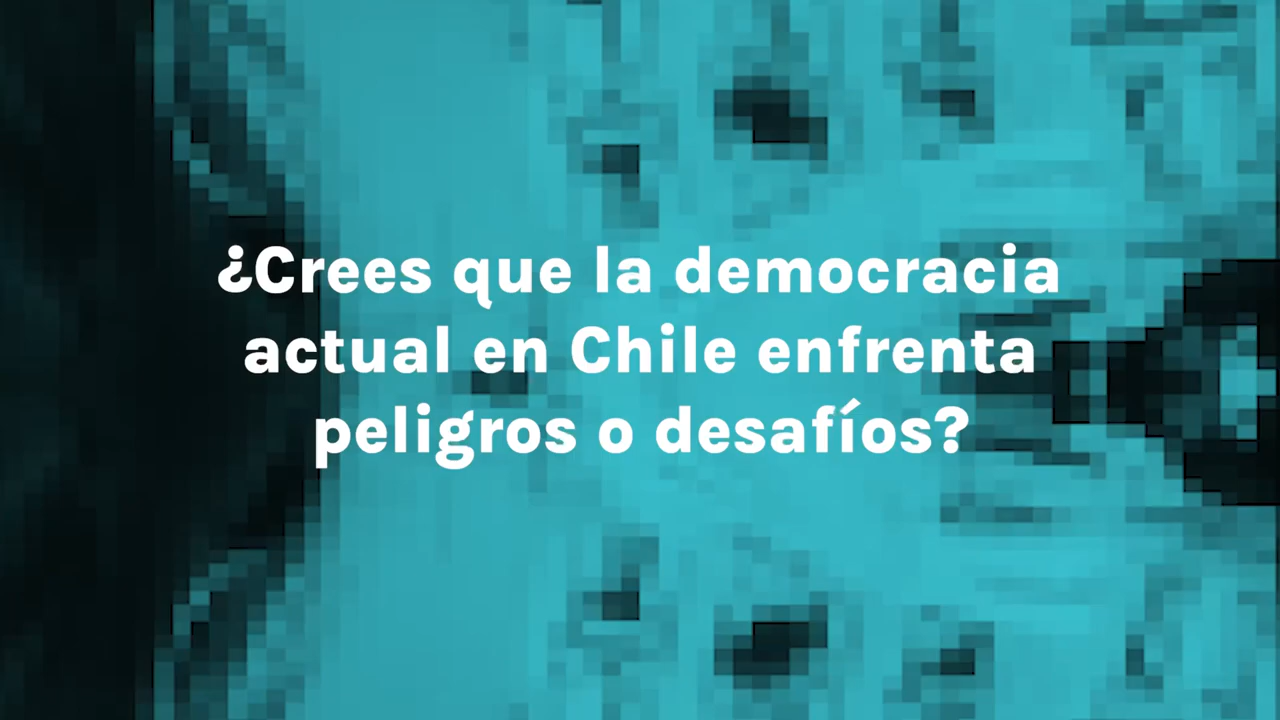 ¿Crees que la democracia
actual en Chile enfrenta
peligros o desafíos?